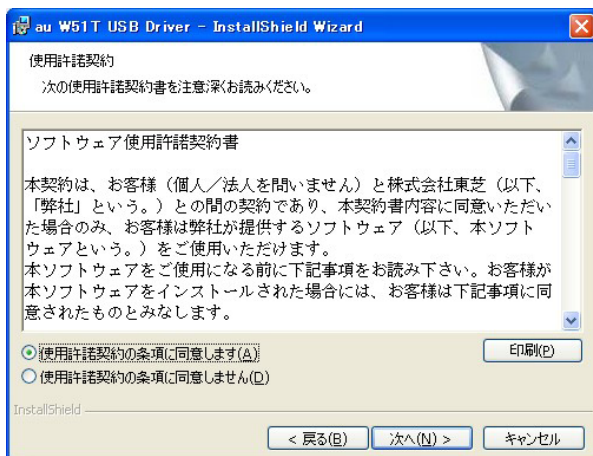 au W51T USB Driver - InstallShield Wizard
使用許諾契約
次の使用許諾契約書を注意深くお読みください。
ソフトウェア使用許諾契約書
本契約は、お客様（個人／法人を問いません）と株式会社東芝（以下、
「弊社」という。）との間の契約であり、本契約書内容に同意いただい
た場合のみ、お客様は弊社が提供するソフトウェア（以下、本ソフト
ウェアという。）をご使用いただけます。
本ソフトウェアをご使用になる前に下記事項をお読み下さい。お客様が
本ソフトウェアをインストールされた場合には、お客様は下記事項に同
意されたものとみなします。
使用許諾契約の条項に同意します(A)
印刷(P)
使用許諾契約の条項に同意しません(D)
InstallShield
< 戻る(B)
次へ(N) >
キャンセル